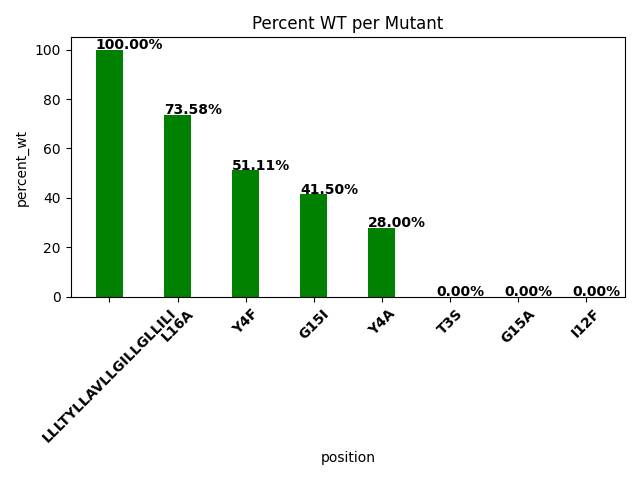 Percent WT per Mutant
percent_wt
100
80
60
40
20
0
100.00%
73.58%
51.11%
41.50%
28.00%
0.00%
0.00%
0.00%
LLLTYLLAVLLGILLGLLILI
L16A
Y4F
G15I
Y4A
T3S
G15A
I12F
position